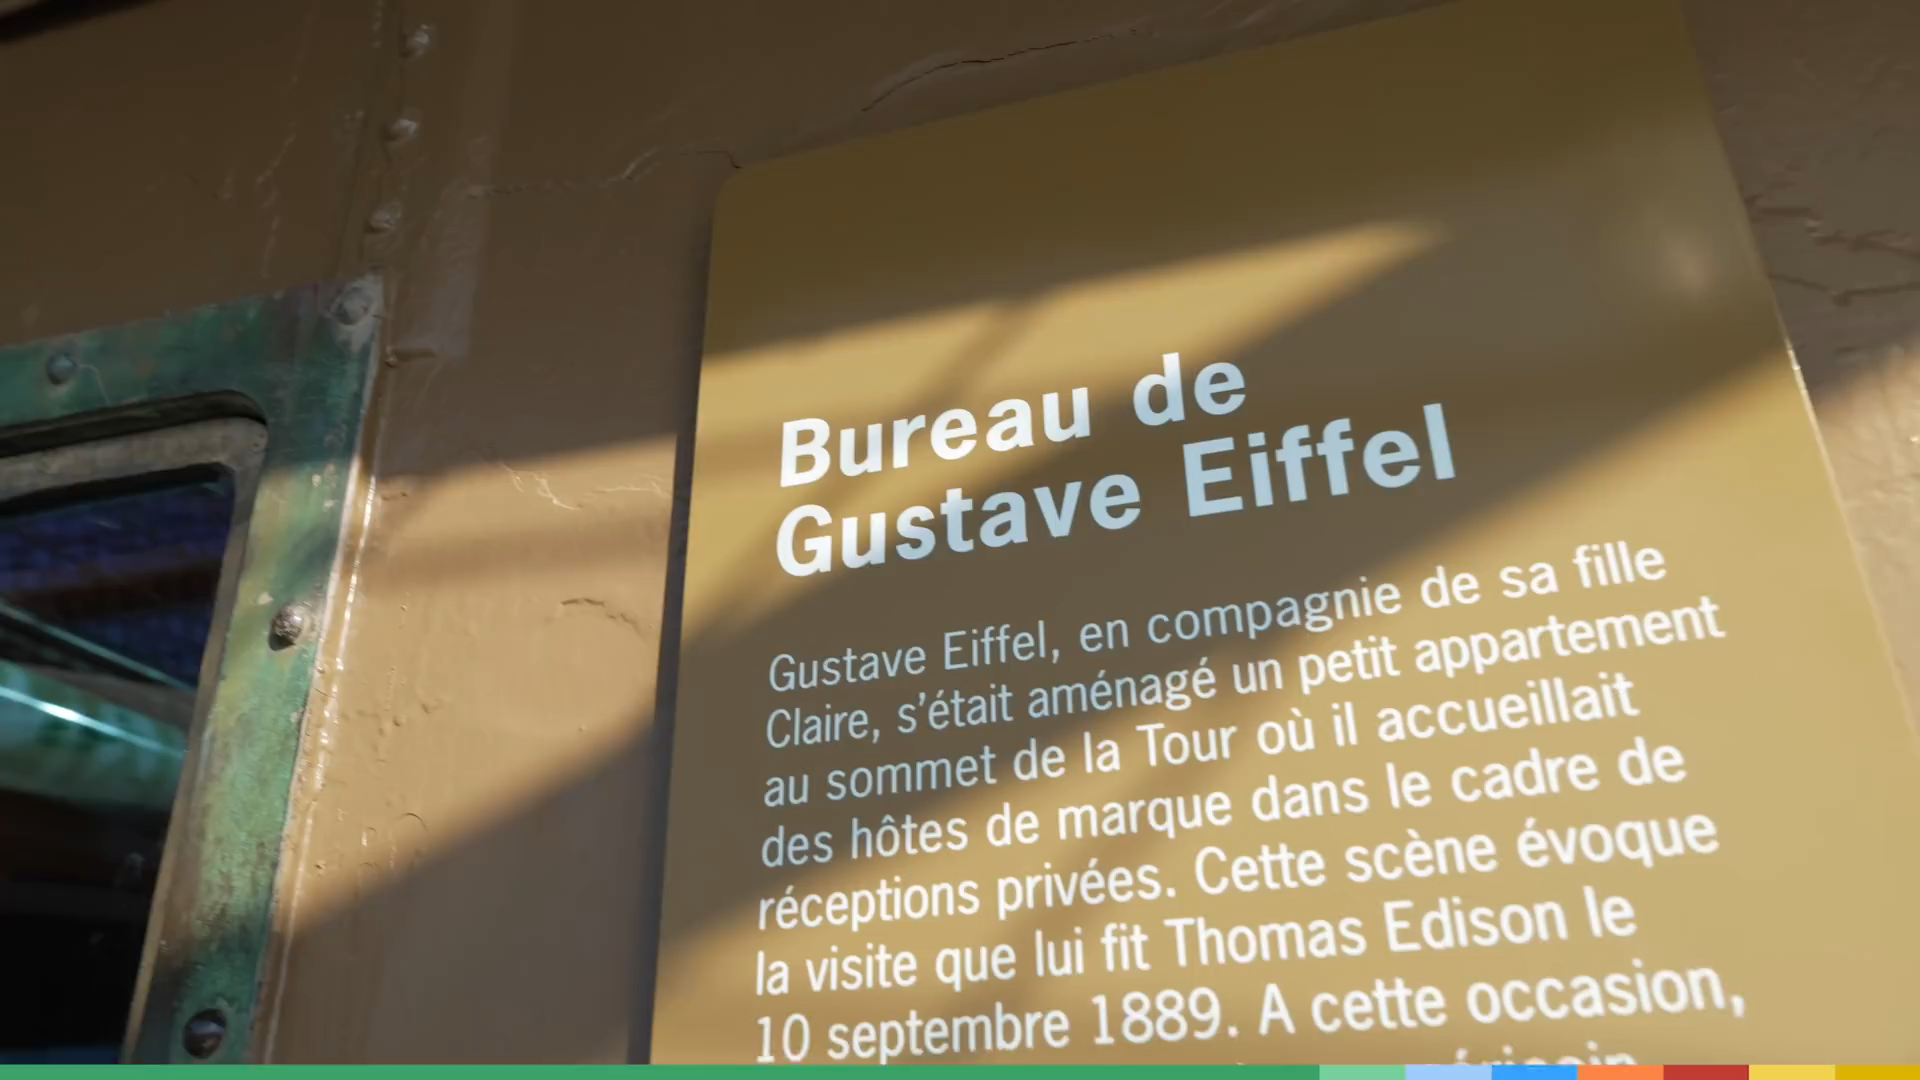 Bureau de
Gustave Eiffel
Gustave Eiffel, en compagnie de sa fille
Claire, s'était aménagé un petit appartement
au sommet de la Tour où il accueillait
des hôtes de marque dans le cadre de
réceptions privées. Cette scène évoque
la visite que lui fit Thomas Edison le
10 septembre 1889. A cette occasion,